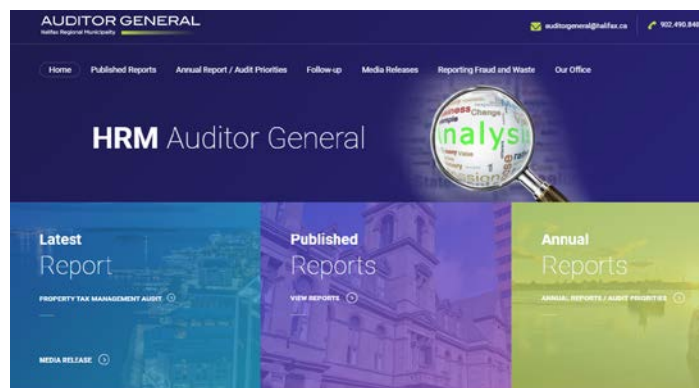 AUDITOR GENERAL
Halifax Regional Municipality
auditorgeneral@halifax.ca
902.490.848
Home Published Reports Annual Report / Audit Priorities Follow-up Media Releases Reporting Fraud and Waste Our Office
HRM Auditor General
Change
nalysis
Latest
Report
PROPERTY TAX MANAGEMENT AUDIT
MEDIA RELEASE
Published
Reports
VIEW REPORTS
Annual
Reports
ANNUAL REPORTS / AUDIT PRIORITIES